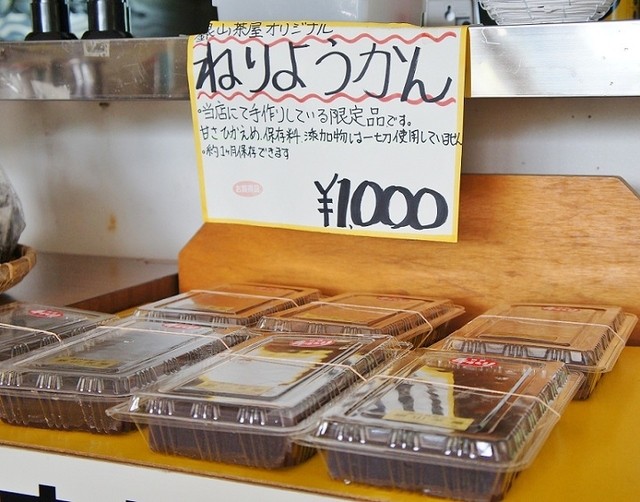 銀山茶屋オリジナル
ねりようかん
・当店にて手作りしている限定品です。
甘さひかえめ、保存料、添加物は一切使用していません
・約1ヶ月保存できます
¥1,000